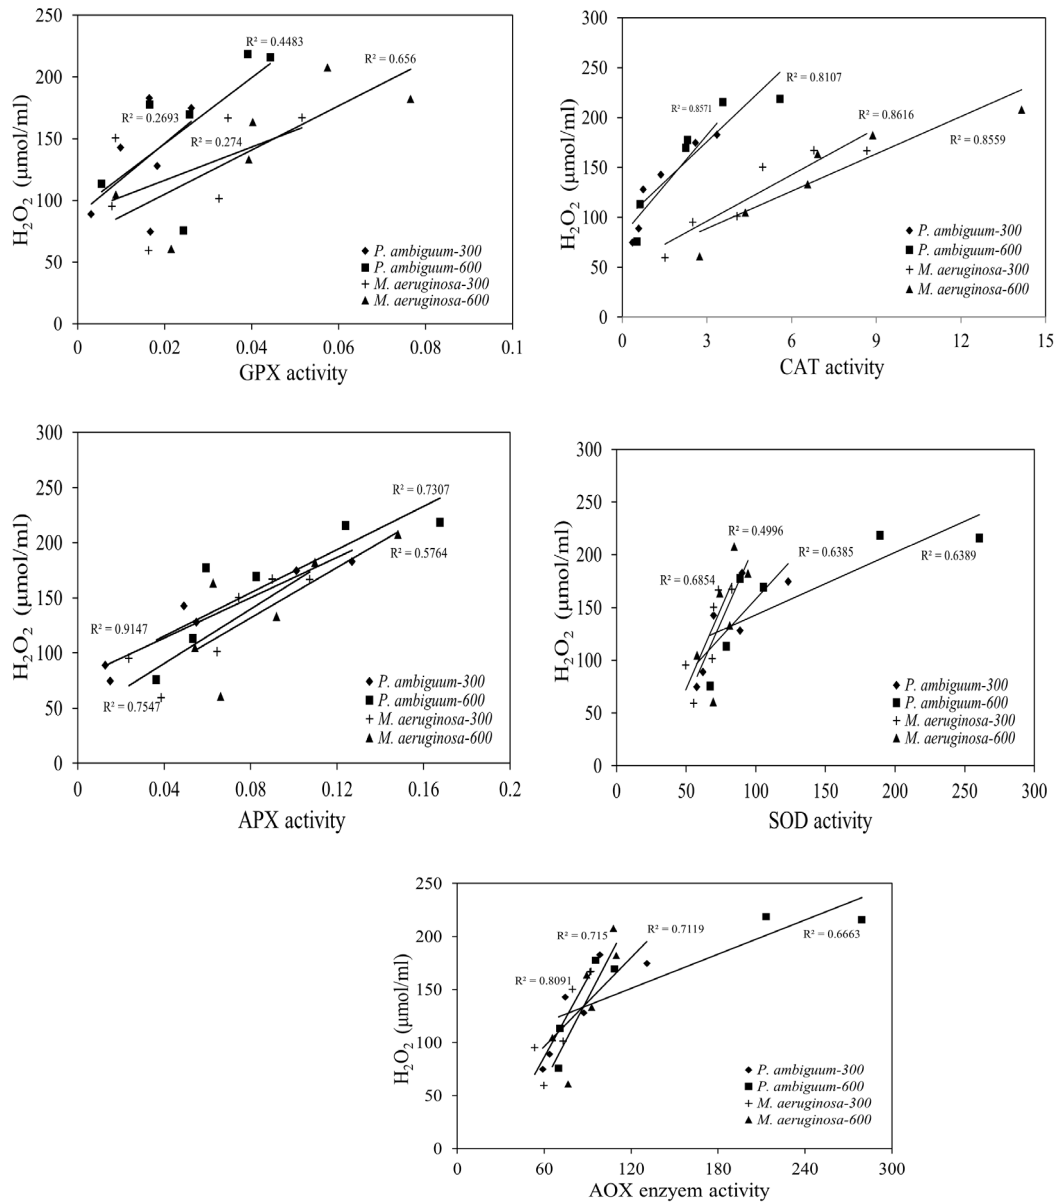 H₂O₂ (μmol/ml)
250
200
150
100
50
0
R² = 0.4483
R² = 0.656
R² = 0.2693
R² = 0.274
P. ambiguum-300
P. ambiguum-600
M. aeruginosa-300
M. aeruginosa-600
0 0.02 0.04 0.06 0.08 0.1
GPX activity
H₂O₂ (μmol/ml)
300
250
200
150
100
50
0
R² = 0.8107
R² = 0.8571
R² = 0.8616
R² = 0.8559
P. ambiguum-300
P. ambiguum-600
M. aeruginosa-300
M. aeruginosa-600
0 3 6 9 12 15
CAT activity
H₂O₂ (μmol/ml)
300
250
200
150
100
50
0
R² = 0.7307
R² = 0.5764
R² = 0.9147
R² = 0.7547
P. ambiguum-300
P. ambiguum-600
M. aeruginosa-300
M. aeruginosa-600
0 0.04 0.08 0.12 0.16 0.2
APX activity
H₂O₂ (μmol/ml)
300
250
200
150
100
50
0
R² = 0.4996
R² = 0.6385
R² = 0.6389
R² = 0.6854
P. ambiguum-300
P. ambiguum-600
M. aeruginosa-300
M. aeruginosa-600
0 50 100 150 200 250 300
SOD activity
H₂O₂ (μmol/ml)
250
200
150
100
50
0
R² = 0.715
R² = 0.7119
R² = 0.6663
R² = 0.8091
P. ambiguum-300
P. ambiguum-600
M. aeruginosa-300
M. aeruginosa-600
0 60 120 180 240 300
AOX enzyem activity